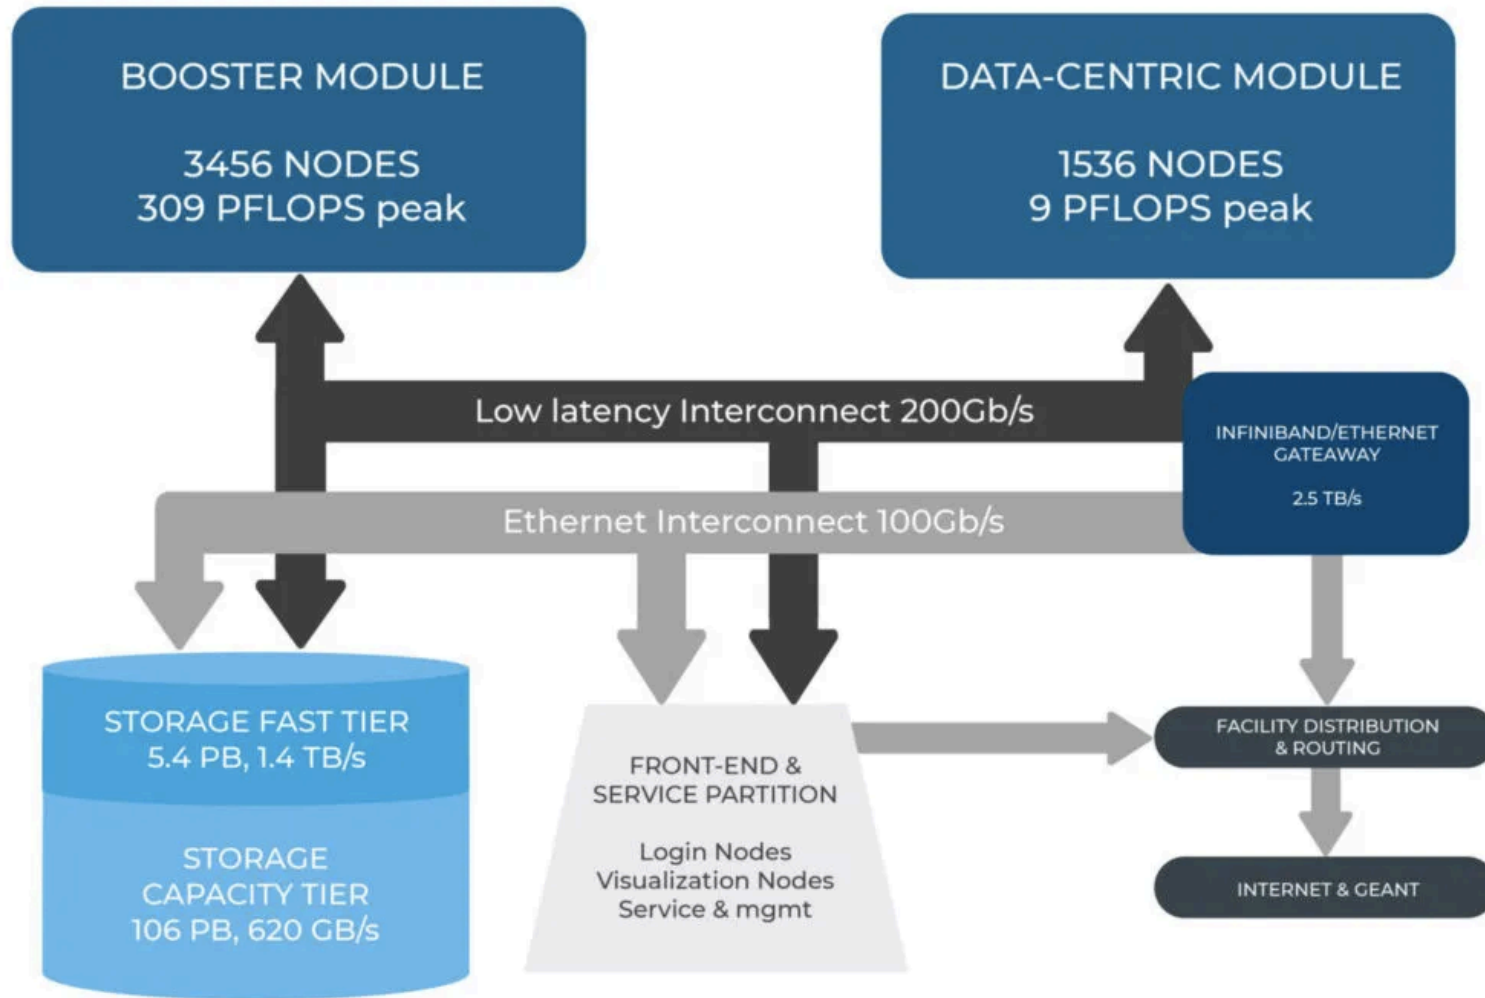 BOOSTER MODULE
3456 NODES
309 PFLOPS peak
DATA-CENTRIC MODULE
1536 NODES
9 PFLOPS peak
Low latency Interconnect 200Gb/s
INFINIBAND/ETHERNET
GATEAWAY
2.5 TB/s
Ethernet Interconnect 100Gb/s
STORAGE FAST TIER
5.4 PB, 1.4 TB/s
STORAGE
CAPACITY TIER
106 PB, 620 GB/s
FRONT-END &
SERVICE PARTITION
Login Nodes
Visualization Nodes
Service & mgmt
FACILITY DISTRIBUTION
& ROUTING
INTERNET & GEANT